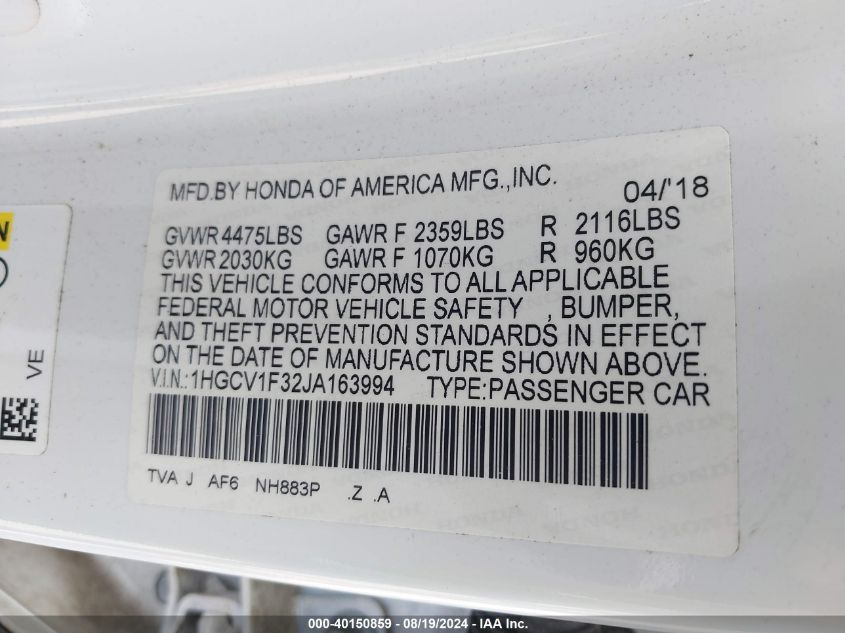 MFD.BY HONDA OF AMERICA MFG.,INC. 04/'18
GVWR 4475LBS GAWR F 2359LBS R 2116LBS
GVWR 2030KG GAWR F 1070KG R 960KG
THIS VEHICLE CONFORMS TO ALL APPLICABLE
FEDERAL MOTOR VEHICLE SAFETY , BUMPER,
AND THEFT PREVENTION STANDARDS IN EFFECT
ON THE DATE OF MANUFACTURE SHOWN ABOVE.
V.I.N.:1HGCV1F32JA163994 TYPE:PASSENGER CAR
TVA J AF6 NH883P .Z .A
N
VE
000-40150859 - 08/19/2024 - IAA Inc.